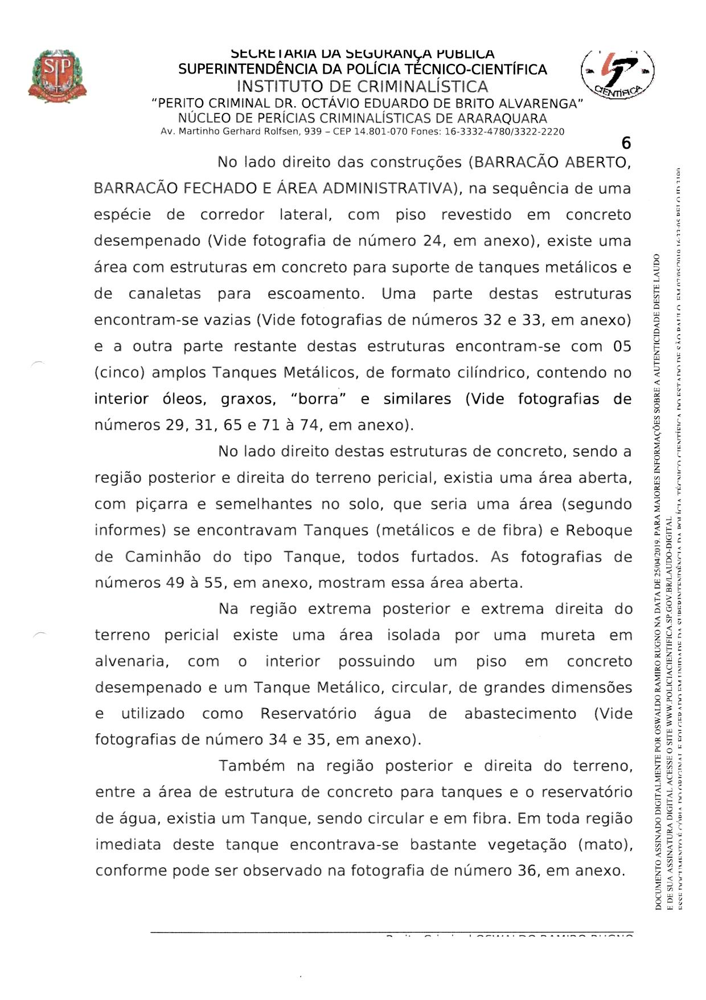 SECRETARIA DA SEGURANÇA PÚBLICA
SUPERINTENDÊNCIA DA POLÍCIA TÉCNICO-CIENTÍFICA
INSTITUTO DE CRIMINALÍSTICA
“PERITO CRIMINAL DR. OCTÁVIO EDUARDO DE BRITO ALVARENGA”
NÚCLEO DE PERÍCIAS CRIMINALÍSTICAS DE ARARAQUARA
Av. Martinho Gerhard Rolfsen, 939 – CEP 14.801-070 Fones: 16-3332-4780/3322-2220
SP
CIENTÍFICA
6
No lado direito das construções (BARRACÃO ABERTO,
BARRACÃO FECHADO E ÁREA ADMINISTRATIVA), na sequência de uma
espécie de corredor lateral, com piso revestido em concreto
desempenado (Vide fotografia de número 24, em anexo), existe uma
área com estruturas em concreto para suporte de tanques metálicos e
de canaletas para escoamento. Uma parte destas estruturas
encontram-se vazias (Vide fotografias de números 32 e 33, em anexo)
e a outra parte restante destas estruturas encontram-se com 05
(cinco) amplos Tanques Metálicos, de formato cilíndrico, contendo no
interior óleos, graxos, “borra” e similares (Vide fotografias de
números 29, 31, 65 e 71 à 74, em anexo).
No lado direito destas estruturas de concreto, sendo a
região posterior e direita do terreno pericial, existia uma área aberta,
com piçarra e semelhantes no solo, que seria uma área (segundo
informes) se encontravam Tanques (metálicos e de fibra) e Reboque
de Caminhão do tipo Tanque, todos furtados. As fotografias de
números 49 à 55, em anexo, mostram essa área aberta.
Na região extrema posterior e extrema direita do
terreno pericial existe uma área isolada por uma mureta em
alvenaria, com o interior possuindo um piso em concreto
desempenado e um Tanque Metálico, circular, de grandes dimensões
e utilizado como Reservatório água de abastecimento (Vide
fotografias de número 34 e 35, em anexo).
Também na região posterior e direita do terreno,
entre a área de estrutura de concreto para tanques e o reservatório
de água, existia um Tanque, sendo circular e em fibra. Em toda região
imediata deste tanque encontrava-se bastante vegetação (mato),
conforme pode ser observado na fotografia de número 36, em anexo.
Perito Criminal OSWALDO RAMIRO RUGNO
DOCUMENTO ASSINADO DIGITALMENTE POR OSWALDO RAMIRO RUGNO NA DATA DE 25/04/2019. PARA MAIORES INFORMAÇÕES SOBRE A AUTENTICIDADE DESTE LAUDO
E DE SUA ASSINATURA DIGITAL ACESSE O SITE WWW.POLICIACIENTIFICA.SP.GOV.BR/LAUDO-DIGITAL
ESSE DOCUMENTO É CÓPIA DO ORIGINAL E FOI GERADO EM UNIDADE DA SUPERINTENDÊNCIA DA POLÍCIA TÉCNICO CIENTÍFICA DO ESTADO DE SÃO PAULO, EM 07/05/2019